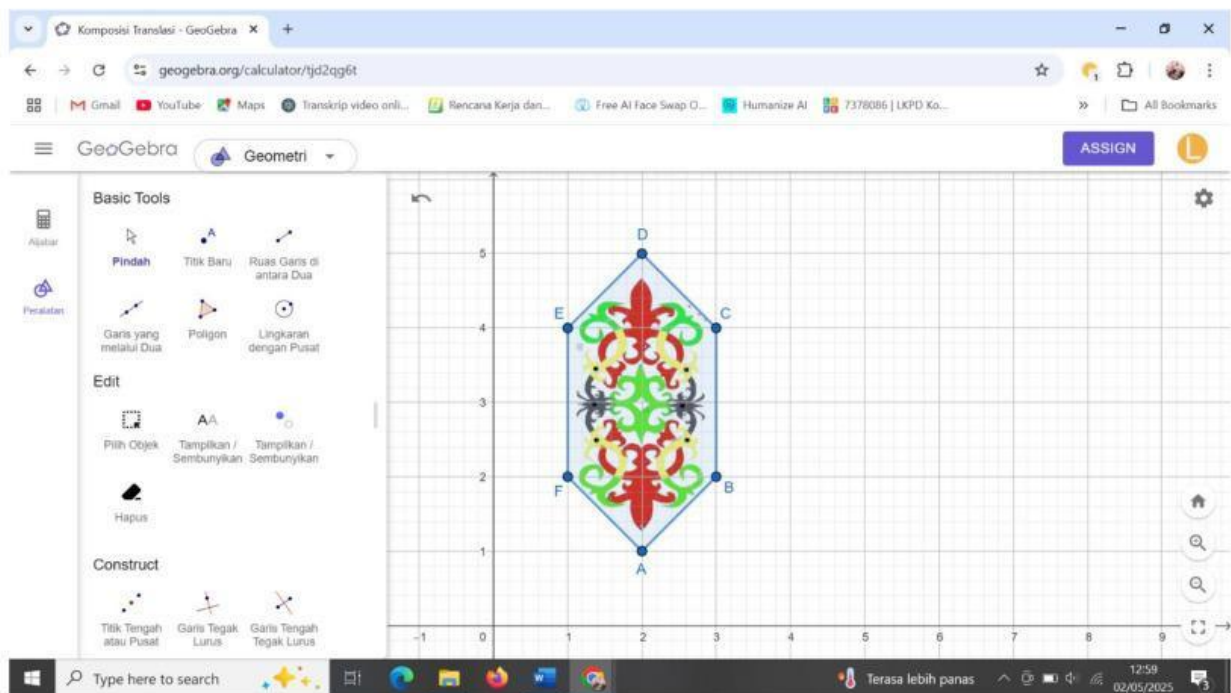 Komposisi Translasi - GeoGebra
geogebra.org/calculator/tjd2qg6t
Gmail YouTube Maps Transkrip video onli... Rencana Kerja dan... Free AI Face Swap O... Humanize AI 7378086 | LKPD Ko... » All Bookmarks
GeoGebra Geometri ASSIGN L
Aljabar
Peralatan
Basic Tools
Pindah Titik Baru Ruas Garis di antara Dua
Garis yang melalui Dua Poligon Lingkaran dengan Pusat
Edit
Pilih Objek AA Tampilkan / Sembunyikan Tampilkan / Sembunyikan
Hapus
Construct
Titik Tengah atau Pusat Garis Tegak Lurus Garis Tengah Tegak Lurus
D
5
E C
4
3
2
F B
1
A
-1 0 1 2 3 4 5 6 7 8 9
Type here to search Terasa lebih panas 12:59
02/05/2025